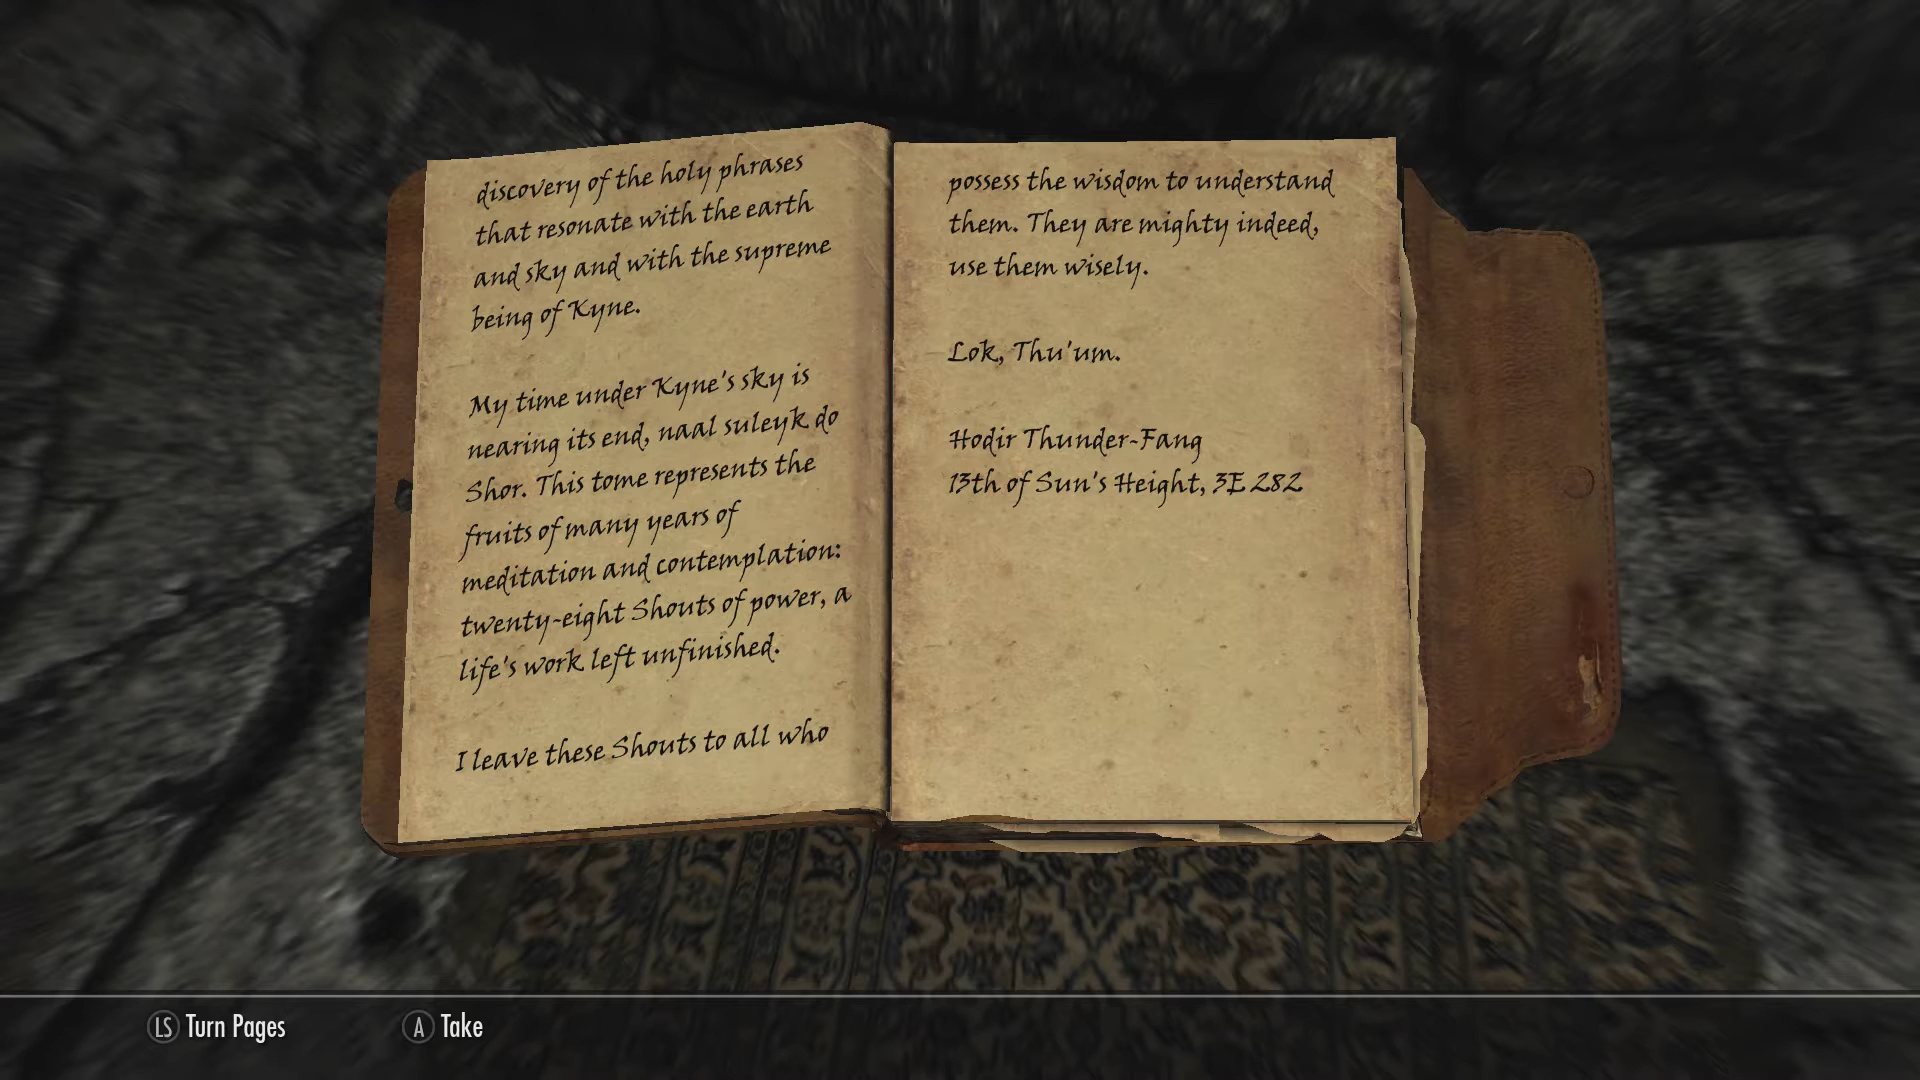 discovery of the holy phrases
that resonate with the earth
and sky and with the supreme
being of Kyne.
My time under Kyne's sky is
nearing its end, naal suleyk do
Shor. This tome represents the
fruits of many years of
meditation and contemplation:
twenty-eight Shouts of power, a
life's work left unfinished.
I leave these Shouts to all who
possess the wisdom to understand
them. They are mighty indeed,
use them wisely.
Lok, Thu'um.
Hodir Thunder-Fang
13th of Sun's Height, 3E 282
LS Turn Pages
A Take